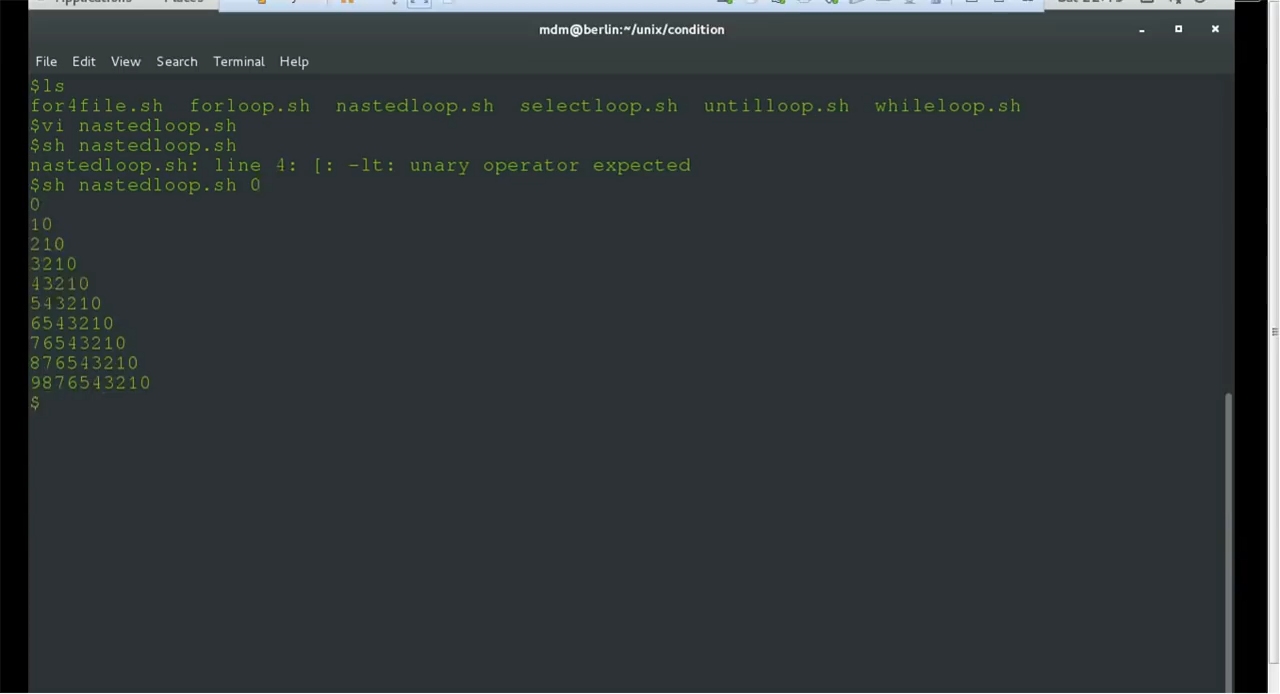 Applications Places
mdm@berlin:~/unix/condition
File Edit View Search Terminal Help
$ls
for4file.sh forloop.sh nastedloop.sh selectloop.sh untilloop.sh whileloop.sh
$vi nastedloop.sh
$sh nastedloop.sh
nastedloop.sh: line 4: [: -lt: unary operator expected
$sh nastedloop.sh 0
0
10
210
3210
43210
543210
6543210
76543210
876543210
9876543210
$